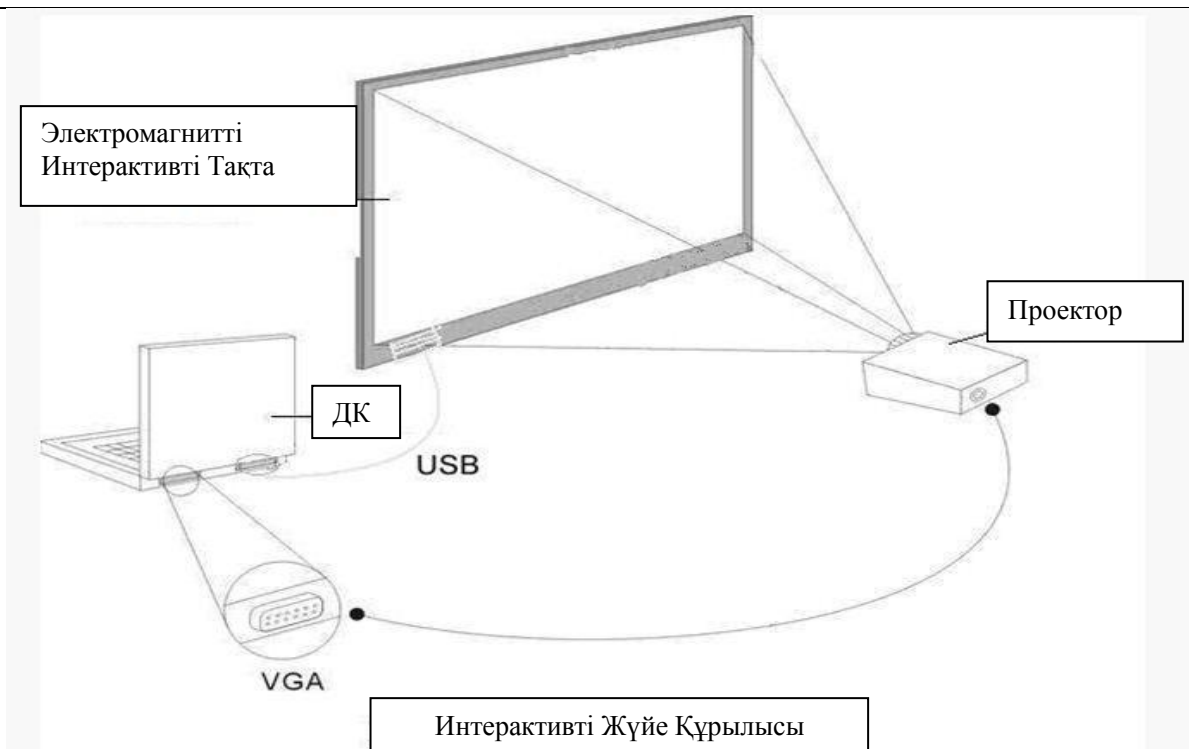 Электромагнитті
Интерактивті Тақта
Проектор
ДК
USB
VGA
Интерактивті Жүйе Құрылысы